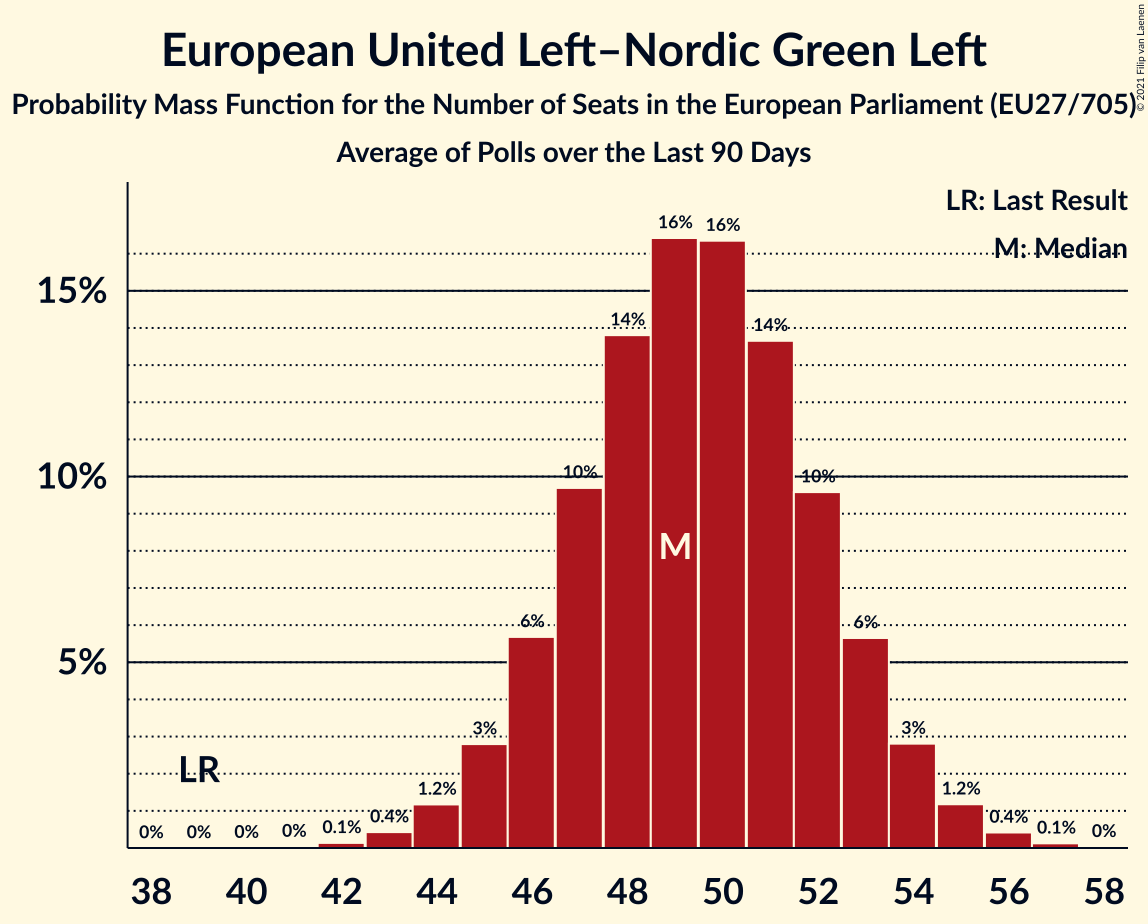 European United Left–Nordic Green Left
Probability Mass Function for the Number of Seats in the European Parliament (EU27/705)
Average of Polls over the Last 90 Days
© 2021 Filip van Laenen
LR: Last Result
M: Median
16% 16%
15%
14% 14%
10% 10% 10%
M
6% 6%
5%
3% 3%
LR
1.2% 1.2%
0% 0% 0% 0% 0.1% 0.4% 0.4% 0.1% 0%
38 40 42 44 46 48 50 52 54 56 58